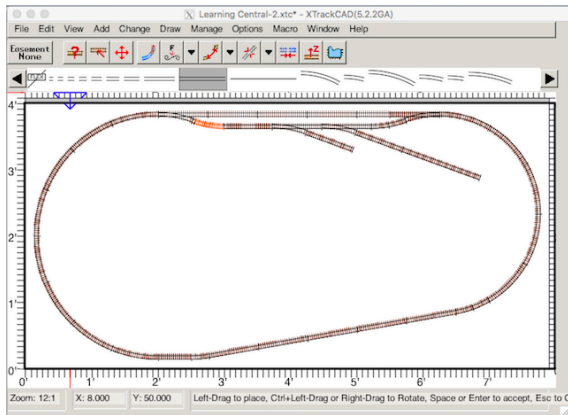 Learning Central-2.xtc* - XTrackCAD(5.2.2GA)
File Edit View Add Change Draw Manage Options Macro Window Help
Easement
None
4'
3'
2'
1'
0'
0' 1' 2' 3' 4' 5' 6' 7'
Zoom: 12:1 X: 8.000 Y: 50.000 Left-Drag to place, Ctrl+Left-Drag or Right-Drag to Rotate, Space or Enter to accept, Esc to C